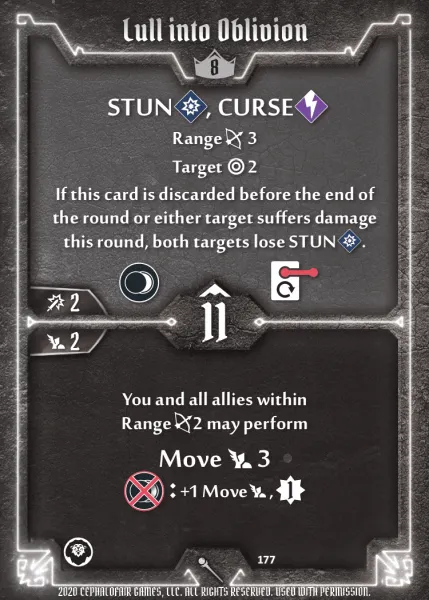 Lull into Oblivion
8
STUN, CURSE
Range 3
Target 2
If this card is discarded before the end of
the round or either target suffers damage
this round, both targets lose STUN.
2
11
2
You and all allies within
Range 2 may perform
Move 3
: +1 Move, 1
177
2020 CEPHALOFAIR GAMES, LLC. ALL RIGHTS RESERVED. USED WITH PERMISSION.